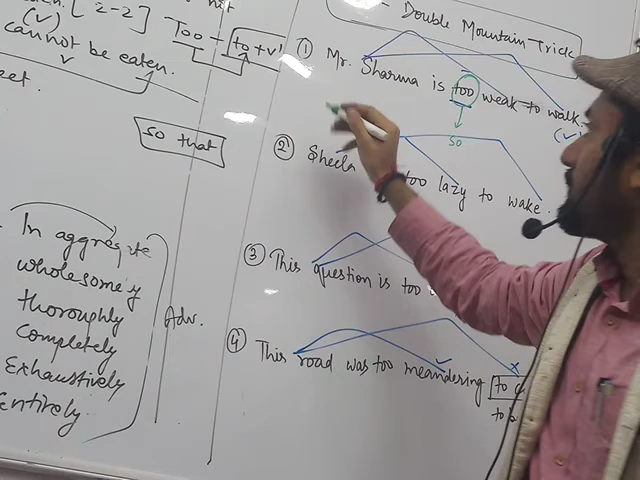 [2-2]
(V)
cannot be eaten.
V
Too - to + V¹
so that
In aggregate
wholesomely
thoroughly
Completely
Exhaustively
Entirely
Adv.
- Double Mountain Trick
① Mr. Sharma is too weak to walk.
(V)
so
② Sheela too lazy to wake.
③ This question is too
④ This road was too meandering to
to